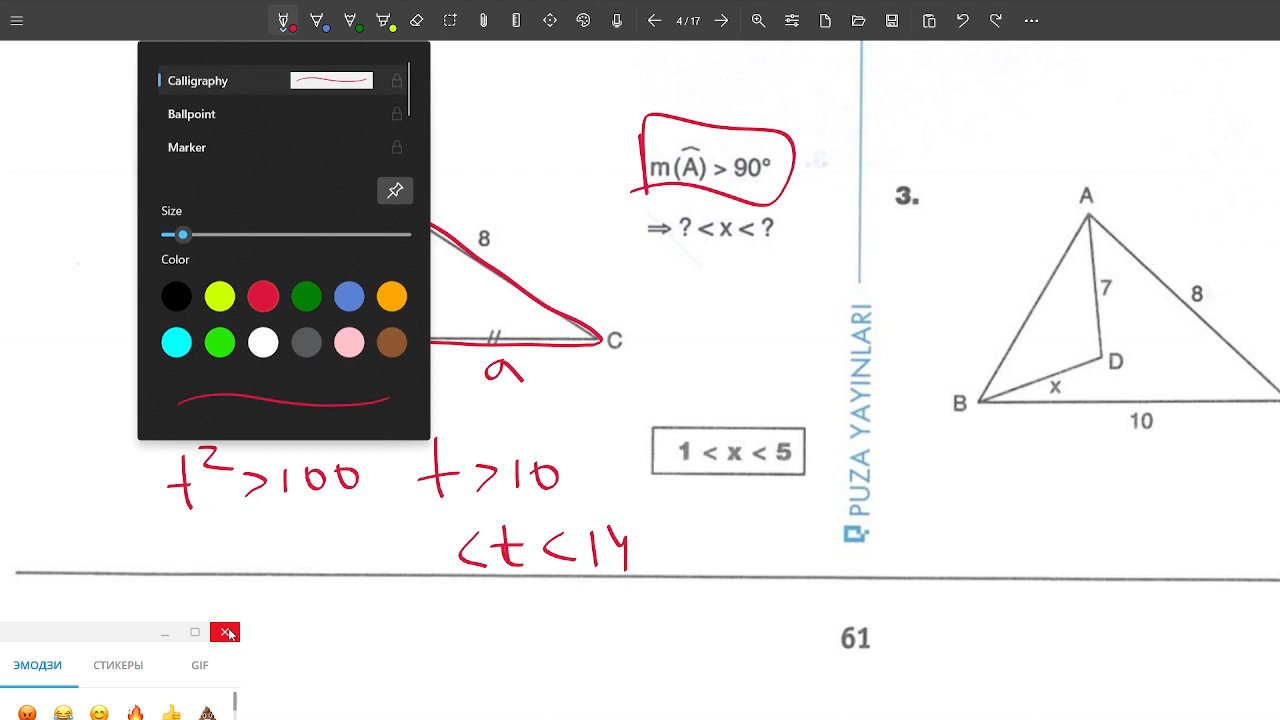 4 / 17
Calligraphy
Ballpoint
Marker
Size
Color
8
C
a
m(Â) > 90°
⇒ ? < x < ?
1 < x < 5
t² > 100
t > 10
< t < 14
PUZA YAYINLARI
3.
A
7
8
D
x
B
10
61
ЭМОДЗИ
СТИКЕРЫ
GIF